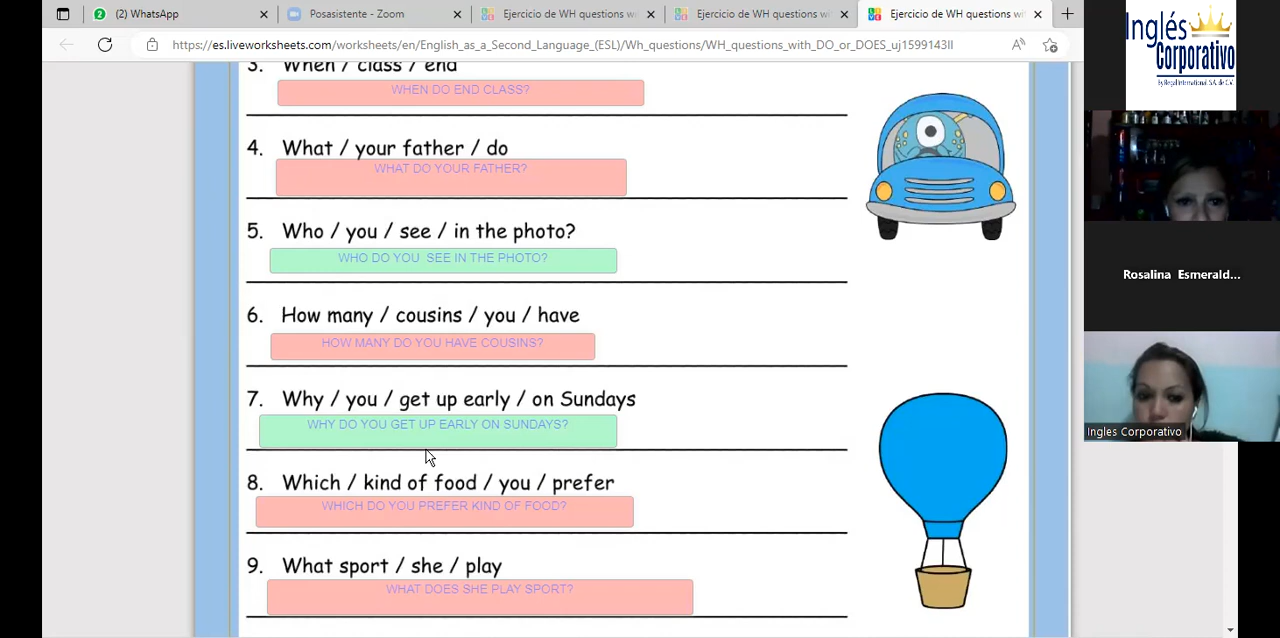 (2) WhatsApp
Posasistente - Zoom
Ejercicio de WH questions wi
Ejercicio de WH questions wi
Ejercicio de WH questions wi
https://es.liveworksheets.com/worksheets/en/English_as_a_Second_Language_(ESL)/Wh_questions/WH_questions_with_DO_or_DOES_uj1599143II
3. When / class / end
WHEN DO END CLASS?
4. What / your father / do
WHAT DO YOUR FATHER?
5. Who / you / see / in the photo?
WHO DO YOU SEE IN THE PHOTO?
6. How many / cousins / you / have
HOW MANY DO YOU HAVE COUSINS?
7. Why / you / get up early / on Sundays
WHY DO YOU GET UP EARLY ON SUNDAYS?
8. Which / kind of food / you / prefer
WHICH DO YOU PREFER KIND OF FOOD?
9. What sport / she / play
WHAT DOES SHE PLAY SPORT?
Inglés
Corporativo
By Regal International S.A. de C.V.
Rosalina Esmerald...
Ingles Corporativo